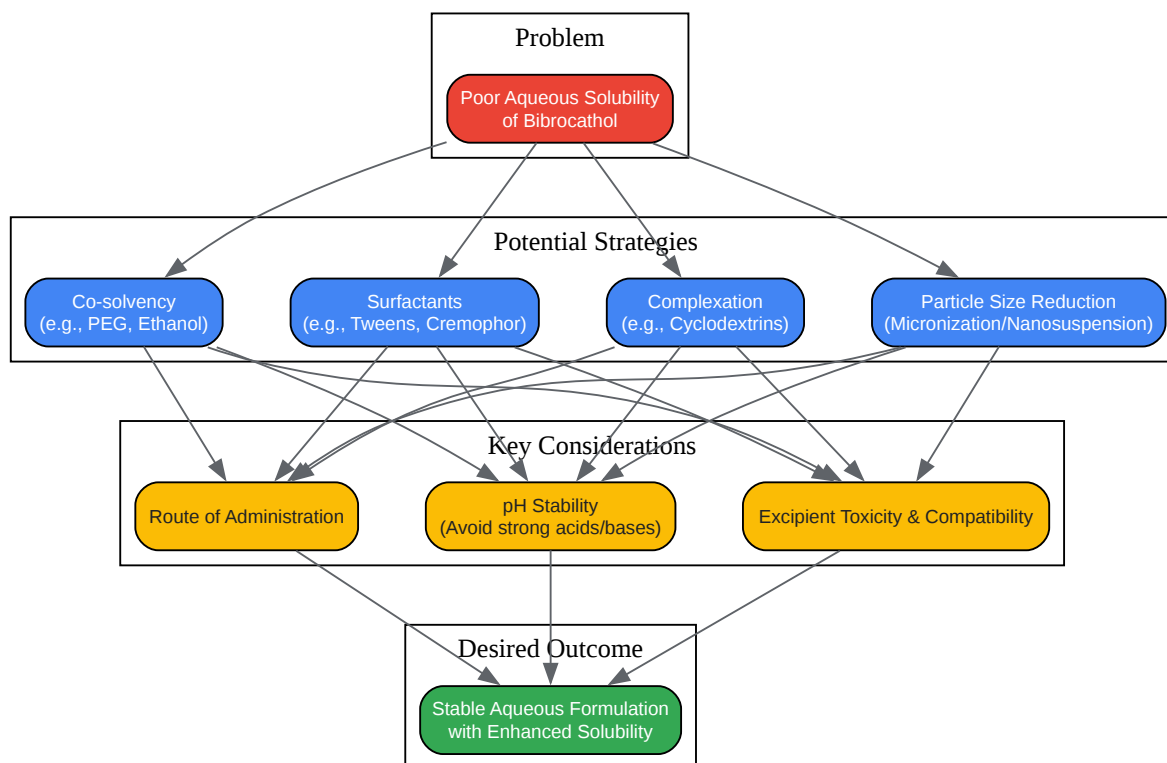 Problem
Poor Aqueous Solubility
of Bibrocathol
Potential Strategies
Co-solvency
(e.g., PEG, Ethanol)
Surfactants
(e.g., Tweens, Cremophor)
Complexation
(e.g., Cyclodextrins)
Particle Size Reduction
(Micronization/Nanosuspension)
Key Considerations
Route of Administration
pH Stability
(Avoid strong acids/bases)
Excipient Toxicity & Compatibility
Desired Outcome
Stable Aqueous Formulation
with Enhanced Solubility